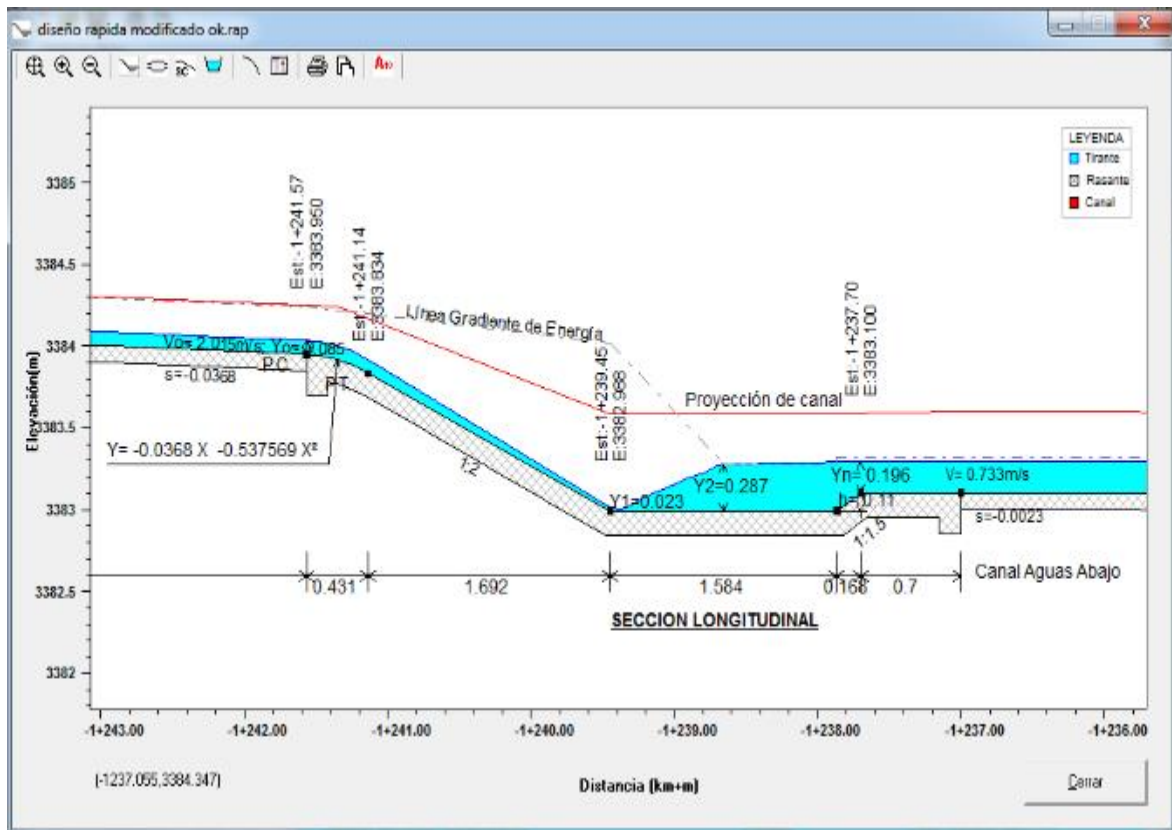 diseño rapida modificado ok.rap
LEYENDA
Tirante
Rasante
Canal
Elevación(m)
3385
3384.5
3384
3383.5
3383
3382.5
3382
Est:-1+241.57
E:3383.950
Est:-1+241.14
E:3383.834
Línea Gradiente de Energía
Est:-1+239.45
E:3382.988
Est:-1+237.70
E:3383.100
Proyección de canal
Vo= 2.015m/s; Yo=0.085
P.C
P.T
s=-0.0368
Y= -0.0368 X -0.537569 X²
1:2
Y1=0.023
Y2=0.287
Yn= 0.196
V= 0.733m/s
h=0.11
1:1.5
s=-0.0023
0.431
1.692
1.584
0.168
0.7
Canal Aguas Abajo
SECCION LONGITUDINAL
-1+243.00
-1+242.00
-1+241.00
-1+240.00
-1+239.00
-1+238.00
-1+237.00
-1+236.00
(-1237.055,3384.347)
Distancia (km+m)
Cerrar